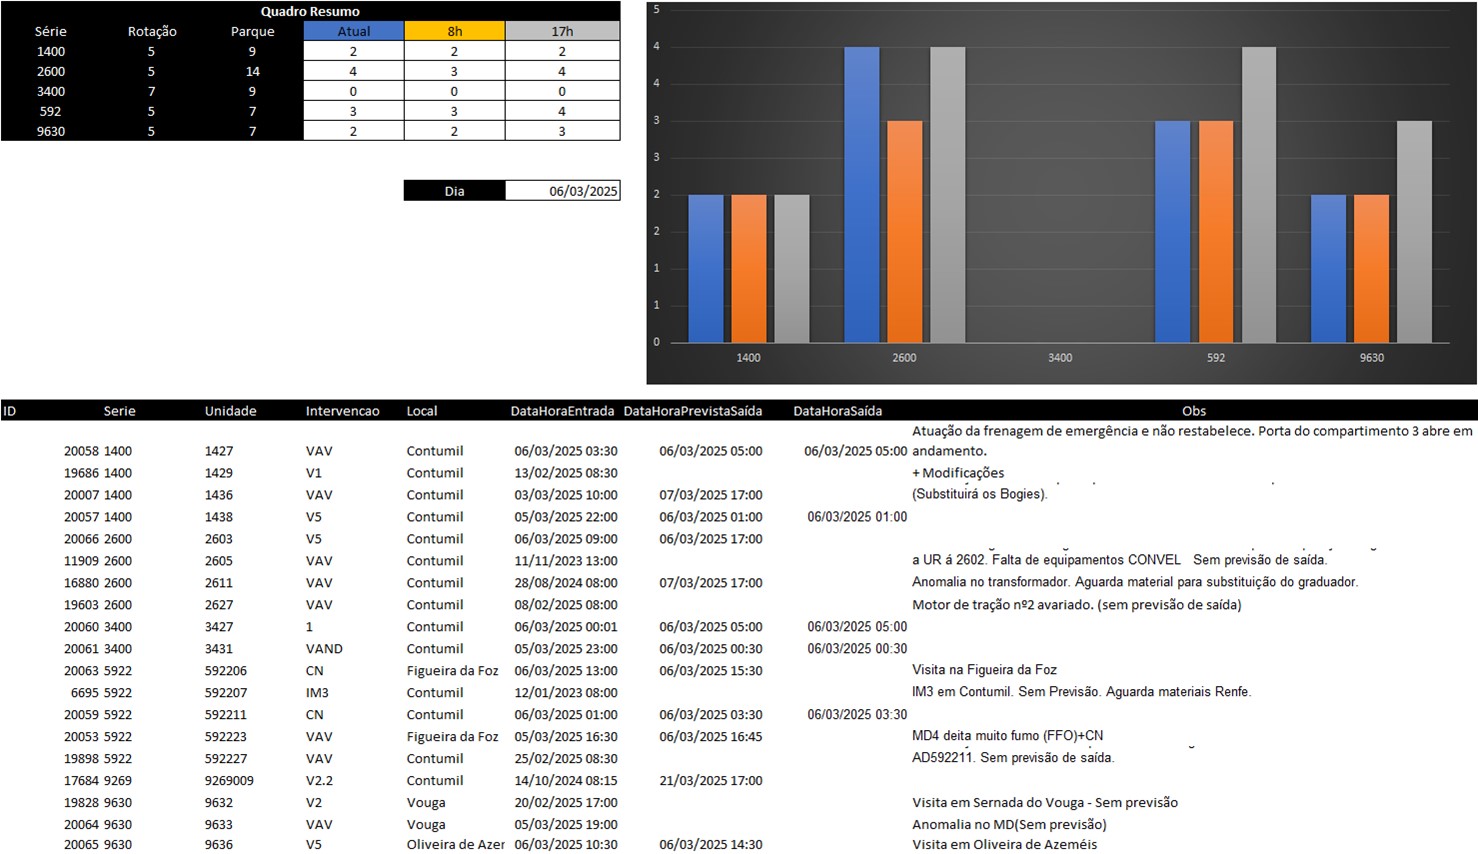 Quadro Resumo
Série Rotação Parque Atual 8h 17h
1400 5 9 2 2 2
2600 5 14 4 3 4
3400 7 9 0 0 0
592 5 7 3 3 4
9630 5 7 2 2 3
Dia 06/03/2025
5
4
4
3
3
2
2
1
1
0
1400 2600 3400 592 9630
ID Serie Unidade Intervencao Local DataHoraEntrada DataHoraPrevistaSaída DataHoraSaída Obs
Atuação da frenagem de emergência e não restabelece. Porta do compartimento 3 abre em
20058 1400 1427 VAV Contumil 06/03/2025 03:30 06/03/2025 05:00 06/03/2025 05:00 andamento.
19686 1400 1429 V1 Contumil 13/02/2025 08:30 + Modificações
20007 1400 1436 VAV Contumil 03/03/2025 10:00 07/03/2025 17:00 (Substituirá os Bogies).
20057 1400 1438 V5 Contumil 05/03/2025 22:00 06/03/2025 01:00 06/03/2025 01:00
20066 2600 2603 V5 Contumil 06/03/2025 09:00 06/03/2025 17:00
11909 2600 2605 VAV Contumil 11/11/2023 13:00 a UR á 2602. Falta de equipamentos CONVEL Sem previsão de saída.
16880 2600 2611 VAV Contumil 28/08/2024 08:00 07/03/2025 17:00 Anomalia no transformador. Aguarda material para substituição do graduador.
19603 2600 2627 VAV Contumil 08/02/2025 08:00 Motor de tração nº2 avariado. (sem previsão de saída)
20060 3400 3427 1 Contumil 06/03/2025 00:01 06/03/2025 05:00 06/03/2025 05:00
20061 3400 3431 VAND Contumil 05/03/2025 23:00 06/03/2025 00:30 06/03/2025 00:30
20063 5922 592206 CN Figueira da Foz 06/03/2025 13:00 06/03/2025 15:30 Visita na Figueira da Foz
6695 5922 592207 IM3 Contumil 12/01/2023 08:00 IM3 em Contumil. Sem Previsão. Aguarda materiais Renfe.
20059 5922 592211 CN Contumil 06/03/2025 01:00 06/03/2025 03:30 06/03/2025 03:30
20053 5922 592223 VAV Figueira da Foz 05/03/2025 16:30 06/03/2025 16:45 MD4 deita muito fumo (FFO)+CN
19898 5922 592227 VAV Contumil 25/02/2025 08:30 AD592211. Sem previsão de saída.
17684 9269 9269009 V2.2 Contumil 14/10/2024 08:15 21/03/2025 17:00
19828 9630 9632 V2 Vouga 20/02/2025 17:00 Visita em Sernada do Vouga - Sem previsão
20064 9630 9633 VAV Vouga 05/03/2025 19:00 Anomalia no MD(Sem previsão)
20065 9630 9636 V5 Oliveira de Azer 06/03/2025 10:30 06/03/2025 14:30 Visita em Oliveira de Azeméis